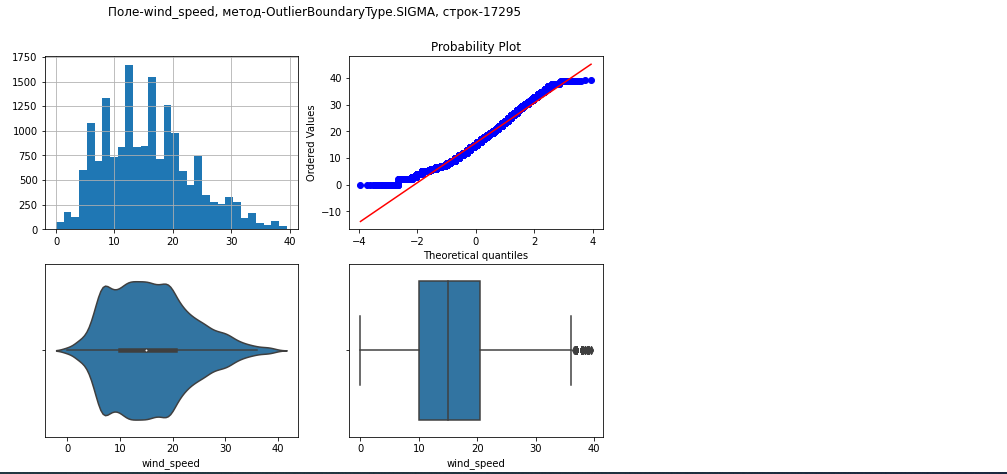 Поле-wind_speed, метод-OutlierBoundaryType.SIGMA, строк-17295
1750
1500
1250
1000
750
500
250
0
0 10 20 30 40
Probability Plot
Ordered Values
40
30
20
10
0
−10
−4 −2 0 2 4
Theoretical quantiles
0 10 20 30 40
wind_speed
0 10 20 30 40
wind_speed